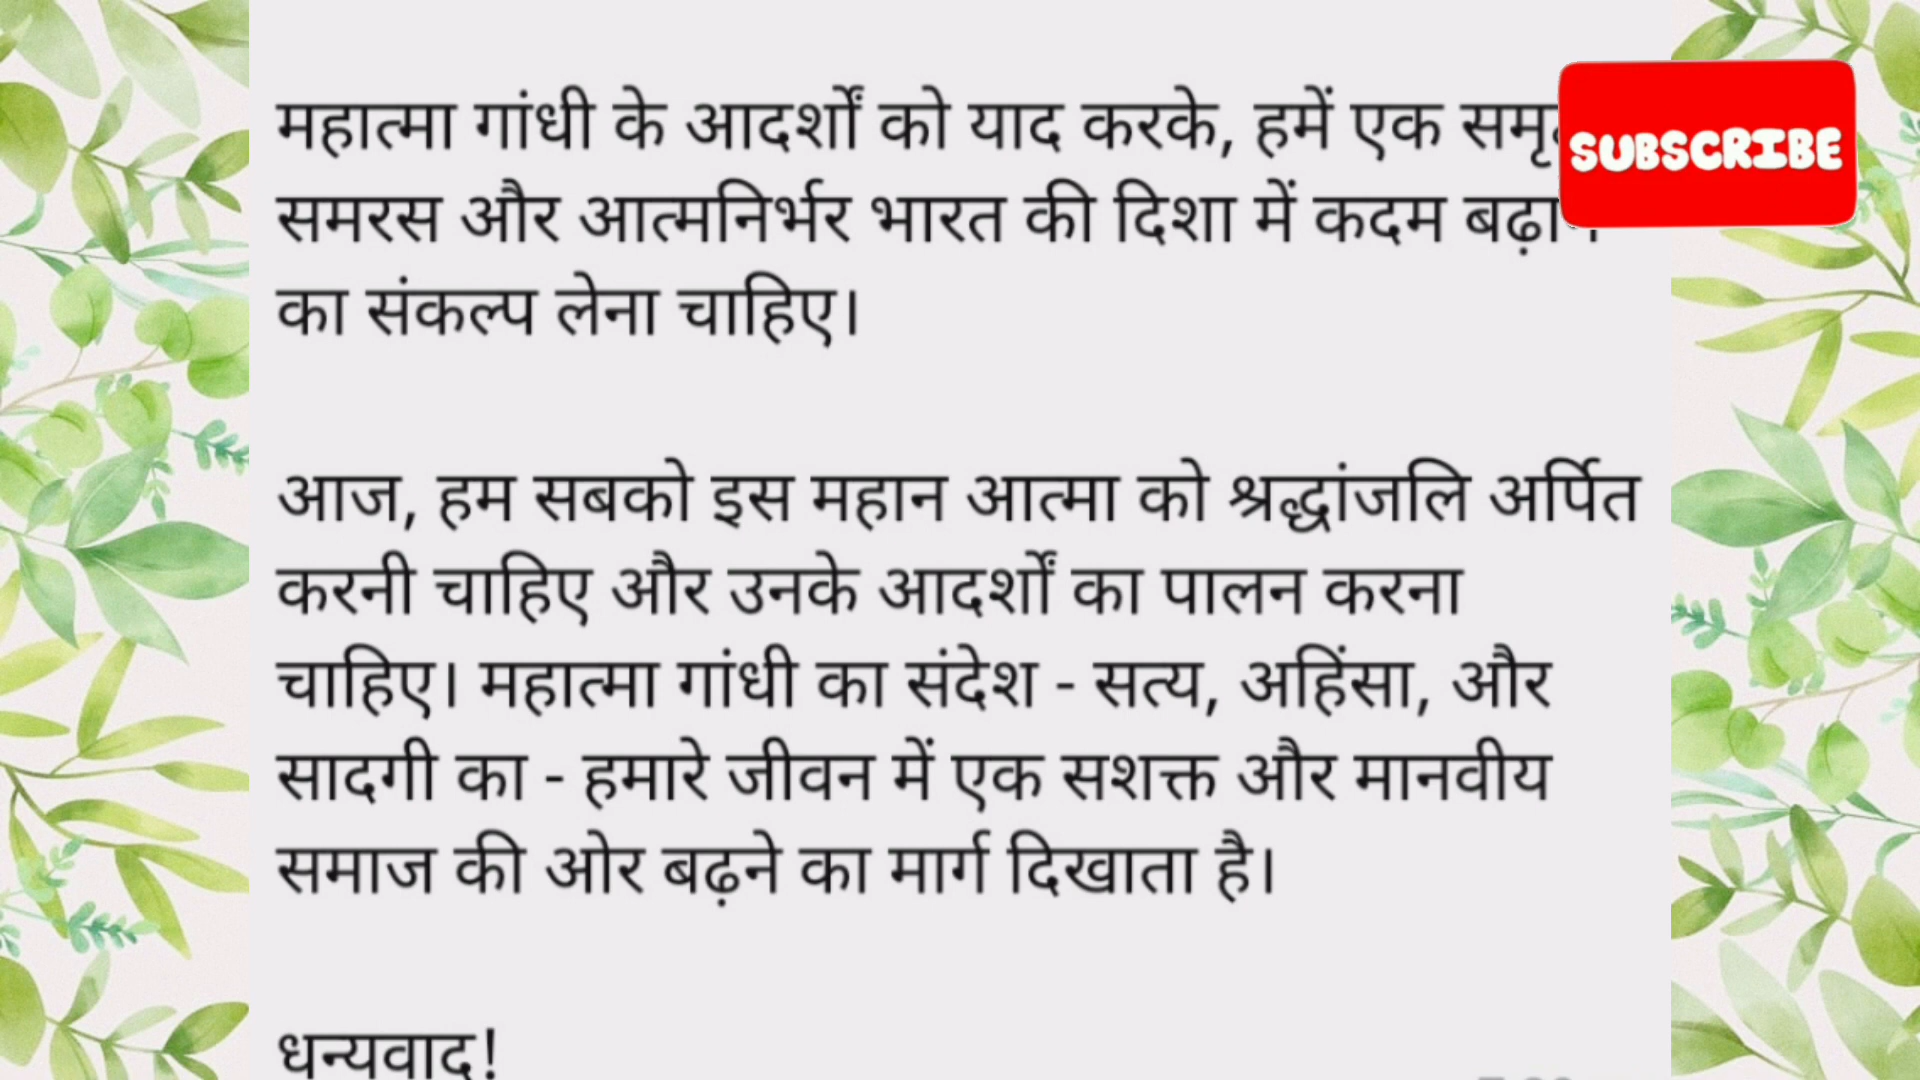 महात्मा गांधी के आदर्शों को याद करके, हमें एक
SUBSCRIBE
समरस और आत्मनिर्भर भारत की दिशा में कदम
का संकल्प लेना चाहिए।
आज, हम सबको इस महान आत्मा को श्रद्धांजलि अर्पित
करनी चाहिए और उनके आदर्शों का पालन करना
चाहिए। महात्मा गांधी का संदेश - सत्य, अहिंसा, और
सादगी का - हमारे जीवन में एक सशक्त और मानवीय
समाज की ओर बढ़ने का मार्ग दिखाता है।
धन्यवाद!